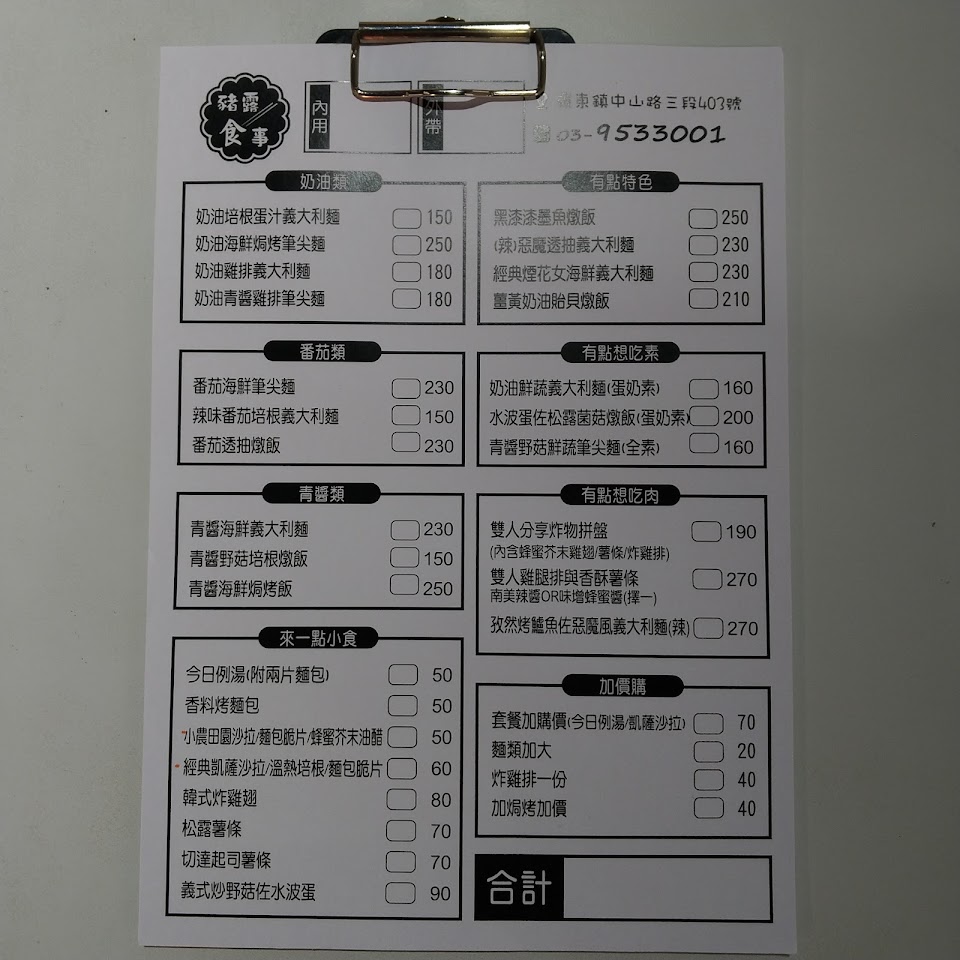 豬露食事
內用
外帶
東鎮中山路三段403號
03-9533001
奶油類
奶油培根蛋汁義大利麵 150
奶油海鮮焗烤筆尖麵 250
奶油雞排義大利麵 180
奶油青醬雞排筆尖麵 180
有點特色
黑漆漆墨魚燉飯 250
(辣)惡魔透抽義大利麵 230
經典煙花女海鮮義大利麵 230
薑黃奶油貽貝燉飯 210
番茄類
番茄海鮮筆尖麵 230
辣味番茄培根義大利麵 150
番茄透抽燉飯 230
有點想吃素
奶油鮮蔬義大利麵(蛋奶素) 160
水波蛋佐松露菌菇燉飯(蛋奶素) 200
青醬野菇鮮蔬筆尖麵(全素) 160
青醬類
青醬海鮮義大利麵 230
青醬野菇培根燉飯 150
青醬海鮮焗烤飯 250
有點想吃肉
雙人分享炸物拼盤 190
(內含蜂蜜芥末雞翅/薯條/炸雞排)
雙人雞腿排與香酥薯條 270
南美辣醬OR味增蜂蜜醬(擇一)
孜然烤鱸魚佐惡魔風義大利麵(辣) 270
來一點小食
今日例湯(附兩片麵包) 50
香料烤麵包 50
小農田園沙拉/麵包脆片/蜂蜜芥末油醋 50
經典凱薩沙拉/溫熱培根/麵包脆片 60
韓式炸雞翅 80
松露薯條 70
切達起司薯條 70
義式炒野菇佐水波蛋 90
加價購
套餐加購價(今日例湯/凱薩沙拉) 70
麵類加大 20
炸雞排一份 40
加焗烤加價 40
合計